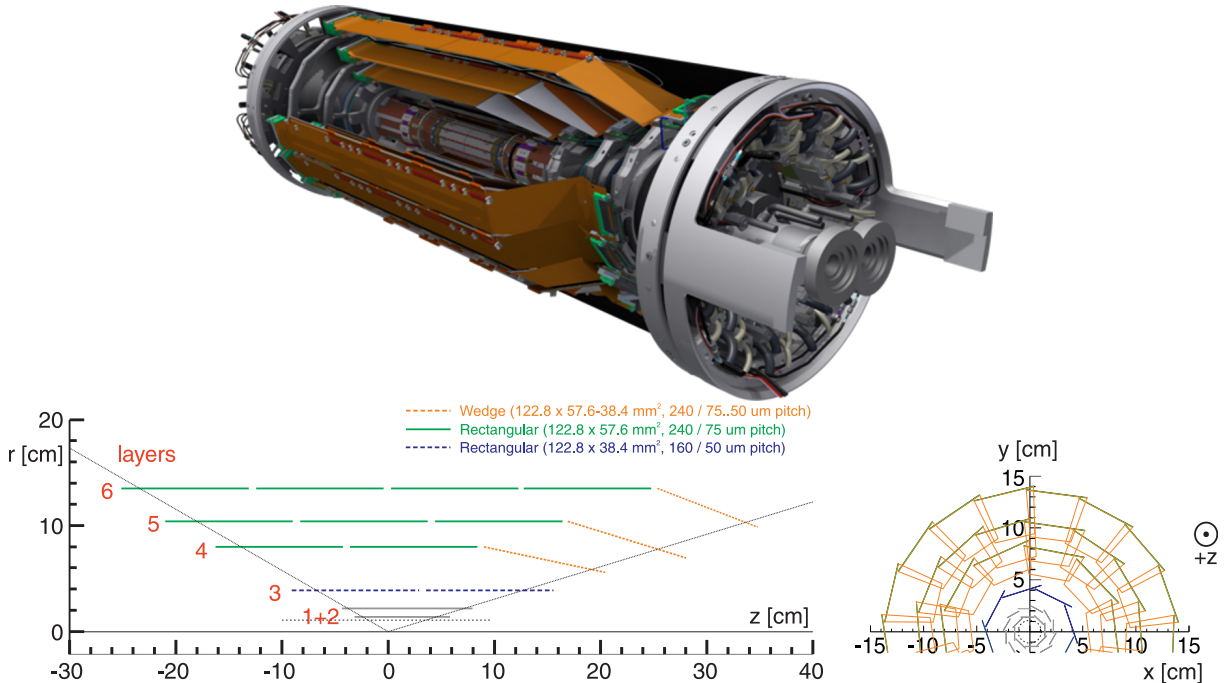 Wedge (122.8 x 57.6-38.4 mm², 240 / 75..50 um pitch)
Rectangular (122.8 x 57.6 mm², 240 / 75 um pitch)
Rectangular (122.8 x 38.4 mm², 160 / 50 um pitch)
20
r [cm]
layers
10
0
6
5
4
3
1+2
z [cm]
-30 -20 -10 0 10 20 30 40
y [cm]
15
10
5
+z
-15 -10 -5 0 5 10 15
x [cm]